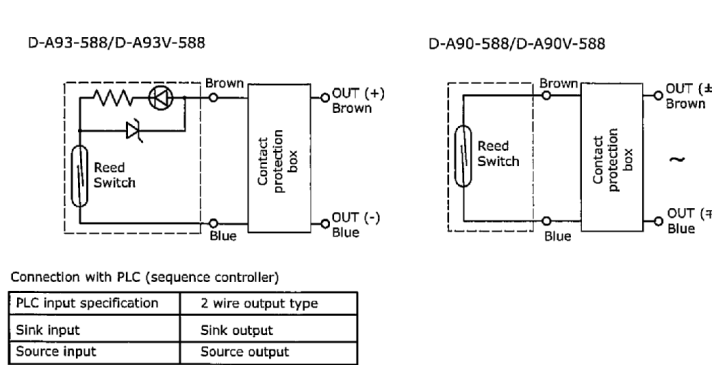 D-A93-588/D-A93V-588
Brown
OUT (+)
Brown
Reed
Switch
Contact
protection
box
OUT (-)
Blue
Blue
D-A90-588/D-A90V-588
Brown
OUT (±
Brown
Reed
Switch
Contact
protection
box
~
OUT (∓
Blue
Blue
Connection with PLC (sequence controller)
PLC input specification 2 wire output type
Sink input Sink output
Source input Source output